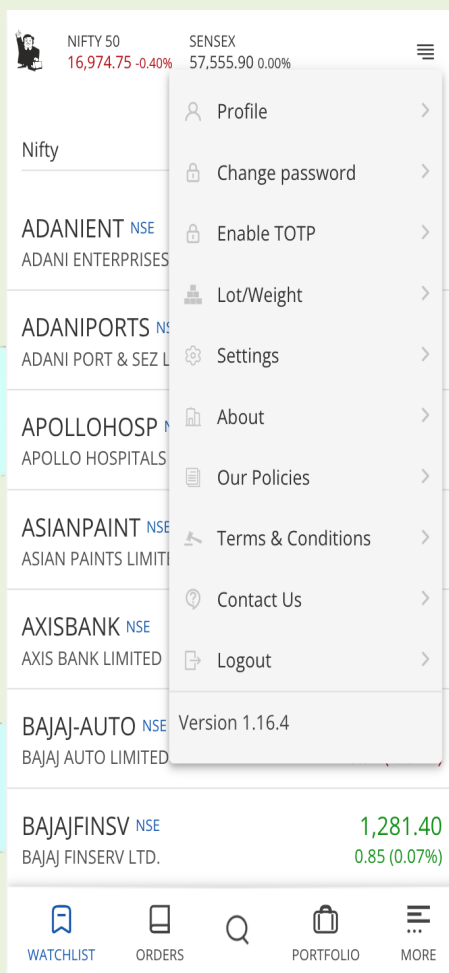 NIFTY 50
16,974.75 -0.40%
SENSEX
57,555.90 0.00%
Profile
Nifty
Change password
ADANIENT NSE
ADANI ENTERPRISES
Enable TOTP
Lot/Weight
ADANIPORTS NS
ADANI PORT & SEZ L
Settings
APOLLOHOSP
APOLLO HOSPITALS
About
Our Policies
ASIANPAINT NSE
ASIAN PAINTS LIMITE
Terms & Conditions
Contact Us
AXISBANK NSE
AXIS BANK LIMITED
Logout
BAJAJ-AUTO NSE
BAJAJ AUTO LIMITED
Version 1.16.4
BAJAJFINSV NSE
1,281.40
BAJAJ FINSERV LTD.
0.85 (0.07%)
WATCHLIST
ORDERS
PORTFOLIO
MORE